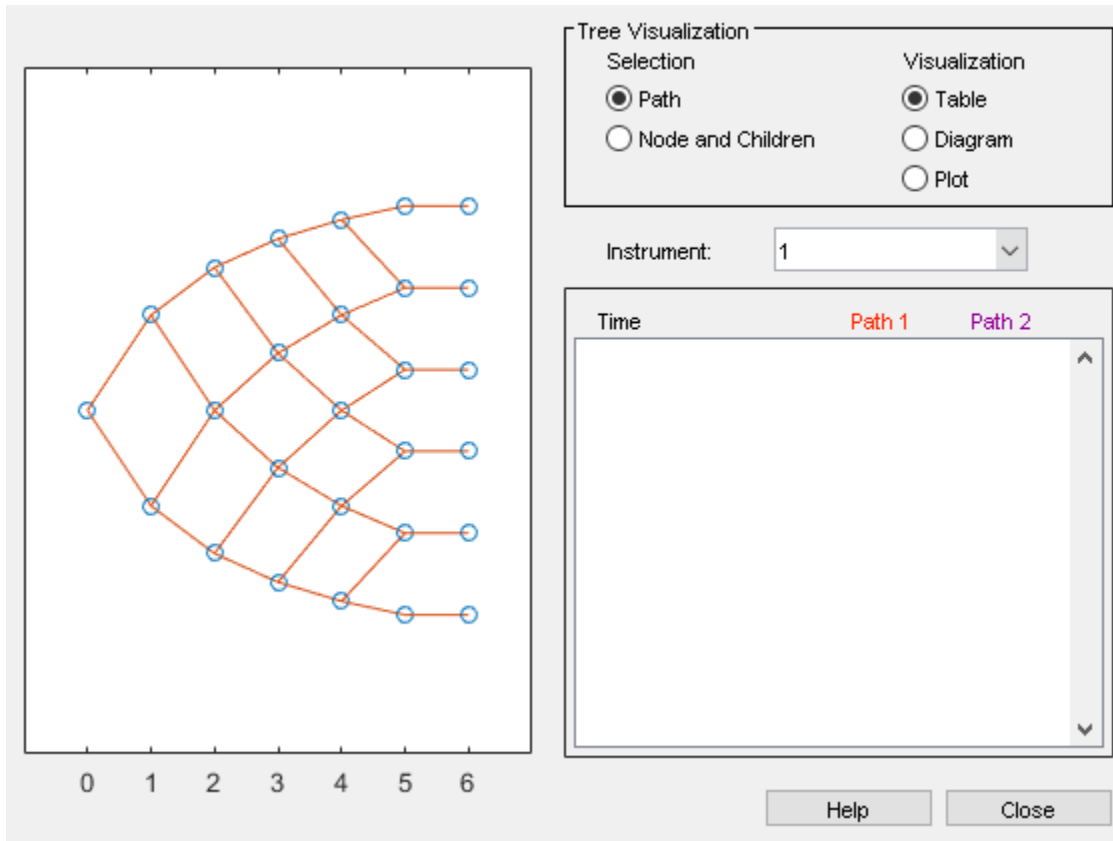 Tree Visualization
Selection Visualization
Path Table
Node and Children Diagram
Plot
Instrument: 1
Time Path 1 Path 2
0 1 2 3 4 5 6
Help Close